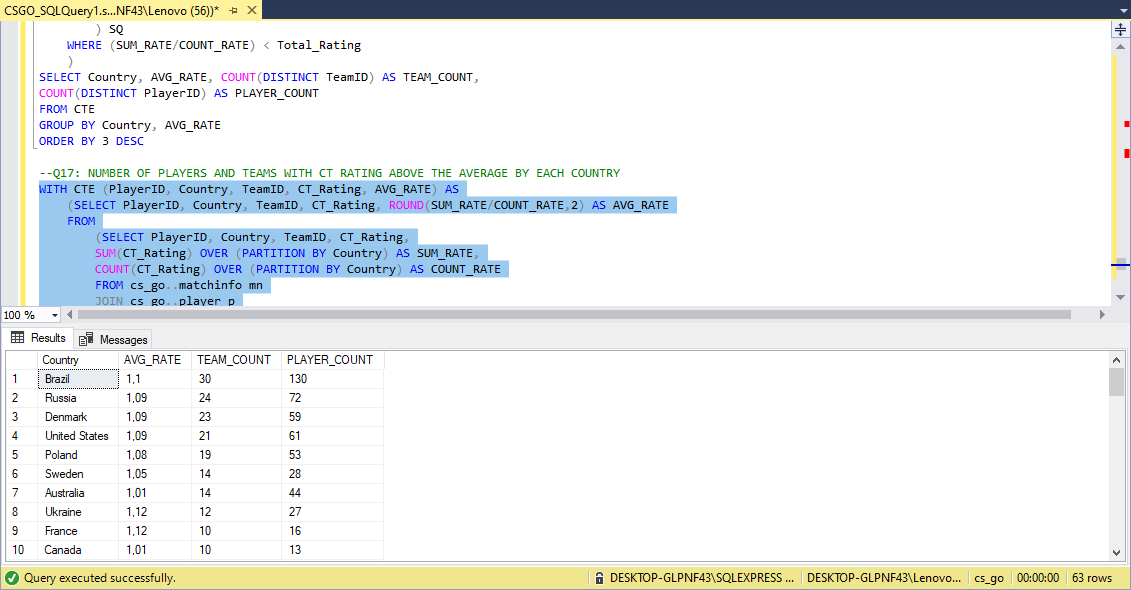 CSGO_SQLQuery1.s...NF43\Lenovo (56))*
) SQ
WHERE (SUM_RATE/COUNT_RATE) < Total_Rating
)
SELECT Country, AVG_RATE, COUNT(DISTINCT TeamID) AS TEAM_COUNT,
COUNT(DISTINCT PlayerID) AS PLAYER_COUNT
FROM CTE
GROUP BY Country, AVG_RATE
ORDER BY 3 DESC
--Q17: NUMBER OF PLAYERS AND TEAMS WITH CT RATING ABOVE THE AVERAGE BY EACH COUNTRY
WITH CTE (PlayerID, Country, TeamID, CT_Rating, AVG_RATE) AS
(SELECT PlayerID, Country, TeamID, CT_Rating, ROUND(SUM_RATE/COUNT_RATE,2) AS AVG_RATE
FROM
(SELECT PlayerID, Country, TeamID, CT_Rating,
SUM(CT_Rating) OVER (PARTITION BY Country) AS SUM_RATE,
COUNT(CT_Rating) OVER (PARTITION BY Country) AS COUNT_RATE
FROM cs_go..matchinfo mn
JOIN cs_go..player p
100 %
Results Messages
Country AVG_RATE TEAM_COUNT PLAYER_COUNT
1 Brazil 1,1 30 130
2 Russia 1,09 24 72
3 Denmark 1,09 23 59
4 United States 1,09 21 61
5 Poland 1,08 19 53
6 Sweden 1,05 14 28
7 Australia 1,01 14 44
8 Ukraine 1,12 12 27
9 France 1,12 10 16
10 Canada 1,01 10 13
Query executed successfully. DESKTOP-GLPNF43\SQLEXPRESS ... DESKTOP-GLPNF43\Lenovo... cs_go 00:00:00 63 rows